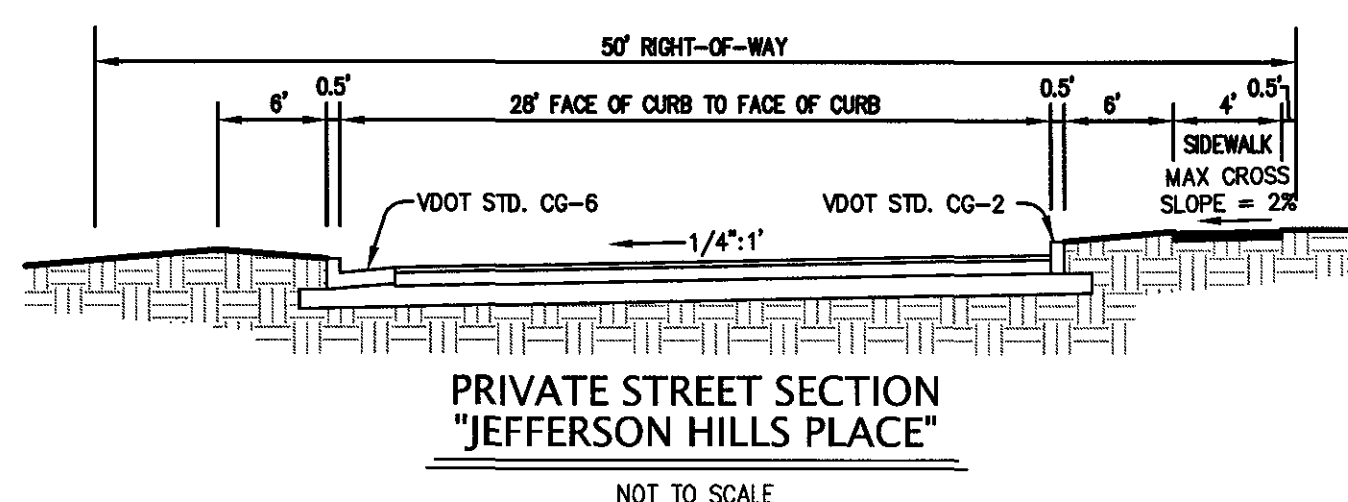 50' RIGHT-OF-WAY
6' 0.5' 28' FACE OF CURB TO FACE OF CURB 0.5' 6' 4' 0.5'
SIDEWALK
MAX CROSS
SLOPE = 2%
VDOT STD. CG-6
VDOT STD. CG-2
1/4":1'
PRIVATE STREET SECTION
"JEFFERSON HILLS PLACE"
NOT TO SCALE